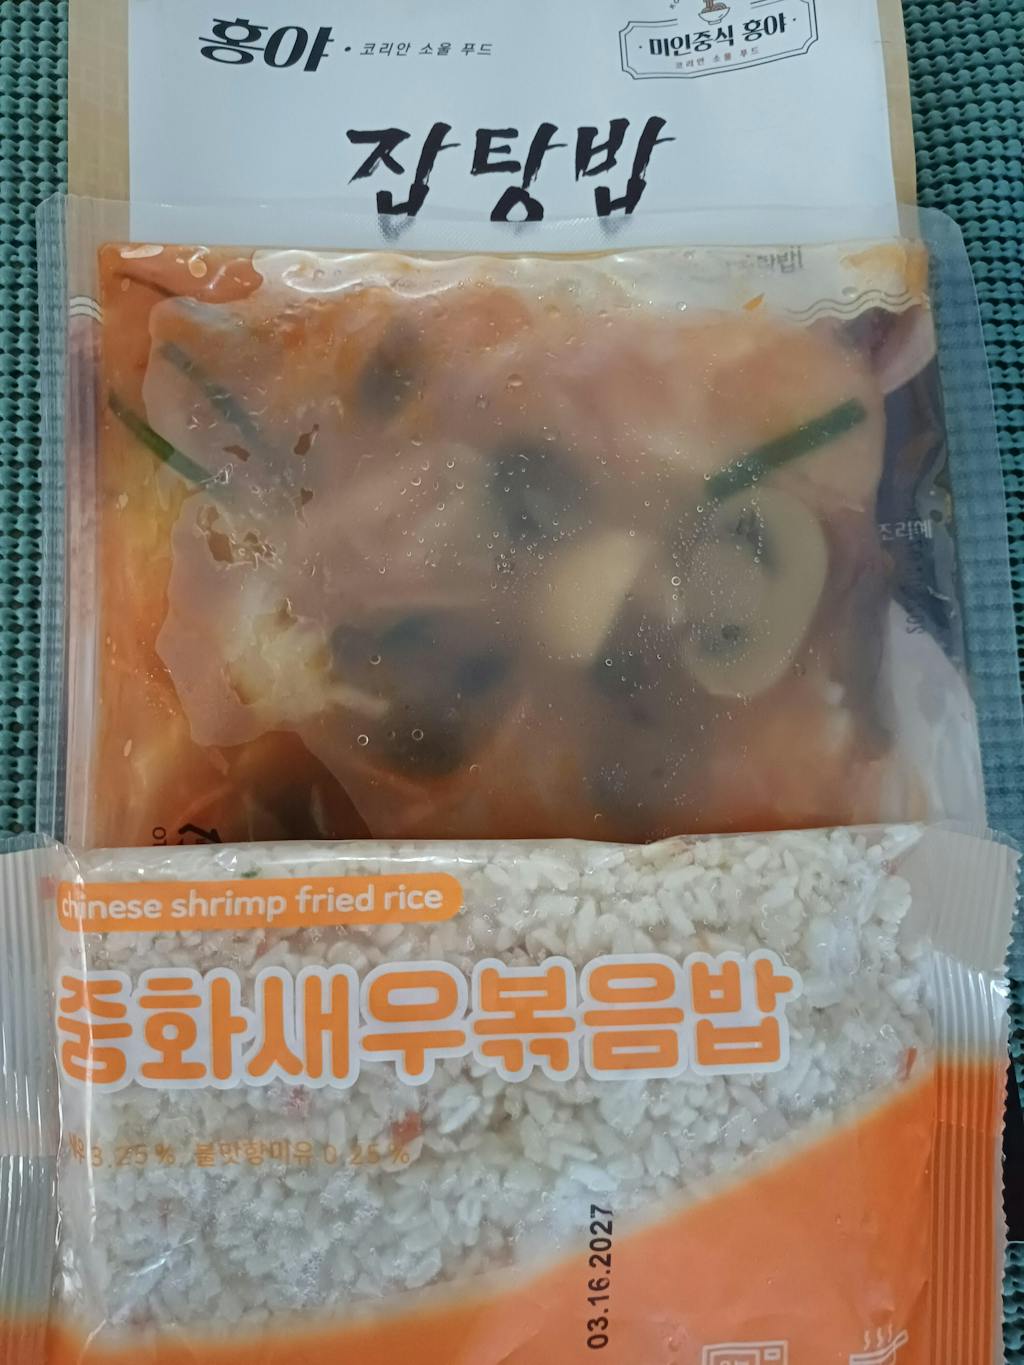 홍야 · 코리안 소울 푸드
· 미인중식 홍야 ·
코리안 소울 푸드
잡탕밥
조리예
chinese shrimp fried rice
중화새우볶음밥
3.25%, 불맛향미유 0.25%
03.16.2027